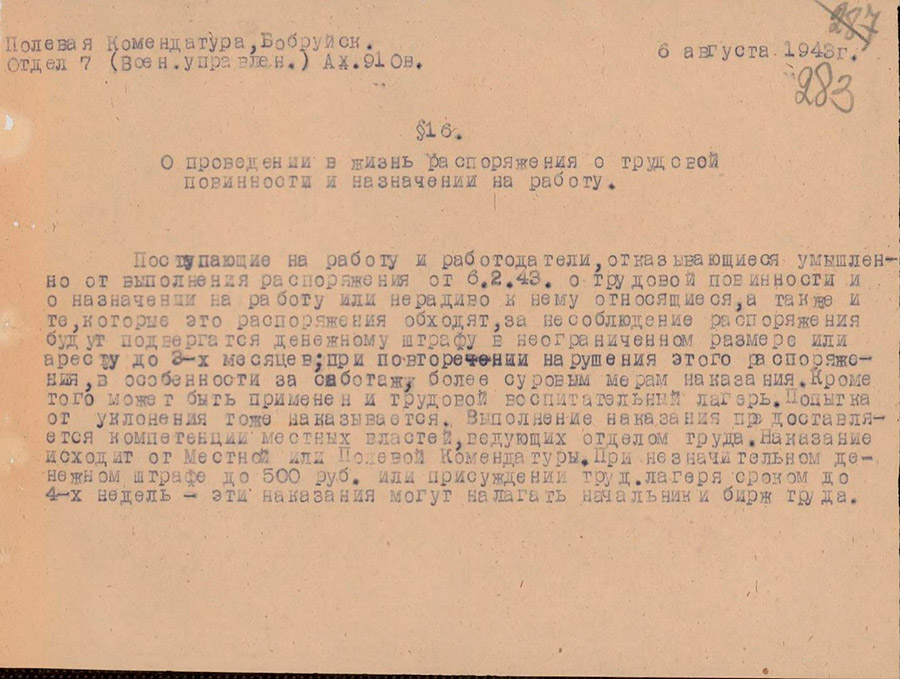 287
Полевая Комендатура,Бобруйск.
6 августа 1943г.
Отдел 7 (Воен.управлен.) Ах.91Ов.
283
§16.
О проведении в жизнь распоряжения о трудовой
повинности и назначении на работу.
Поступающие на работу и работодатели,отказывающиеся умышлен-
но от выполнения распоряжения от 6.2.43. о трудовой повинности и
о назначении на работу или нерадиво к нему относящиеся,а также и
те,которые это распоряжения обходят,за несоблюдение распоряжения
будут подвергатся денежному штрафу в неограниченном размере или
аресту до 3-х месяцев;при повторечении нарушения этого распоряже-
ния,в особенности за саботаж, более суровым мерам наказания.Кроме
того может быть применен и трудовой воспитательный лагерь.Попытка
от уклонения тоже наказывается. Выполнение наказания предоставля-
ется компетенции местных властей,ведующих отделом труда.Наказание
исходит от Местной или Полевой Комендатуры.При незначительном де-
нежном штрафе до 500 руб. или присуждении труд.лагеря сроком до
4-х недель - эти наказания могут налагать начальники бирж труда.